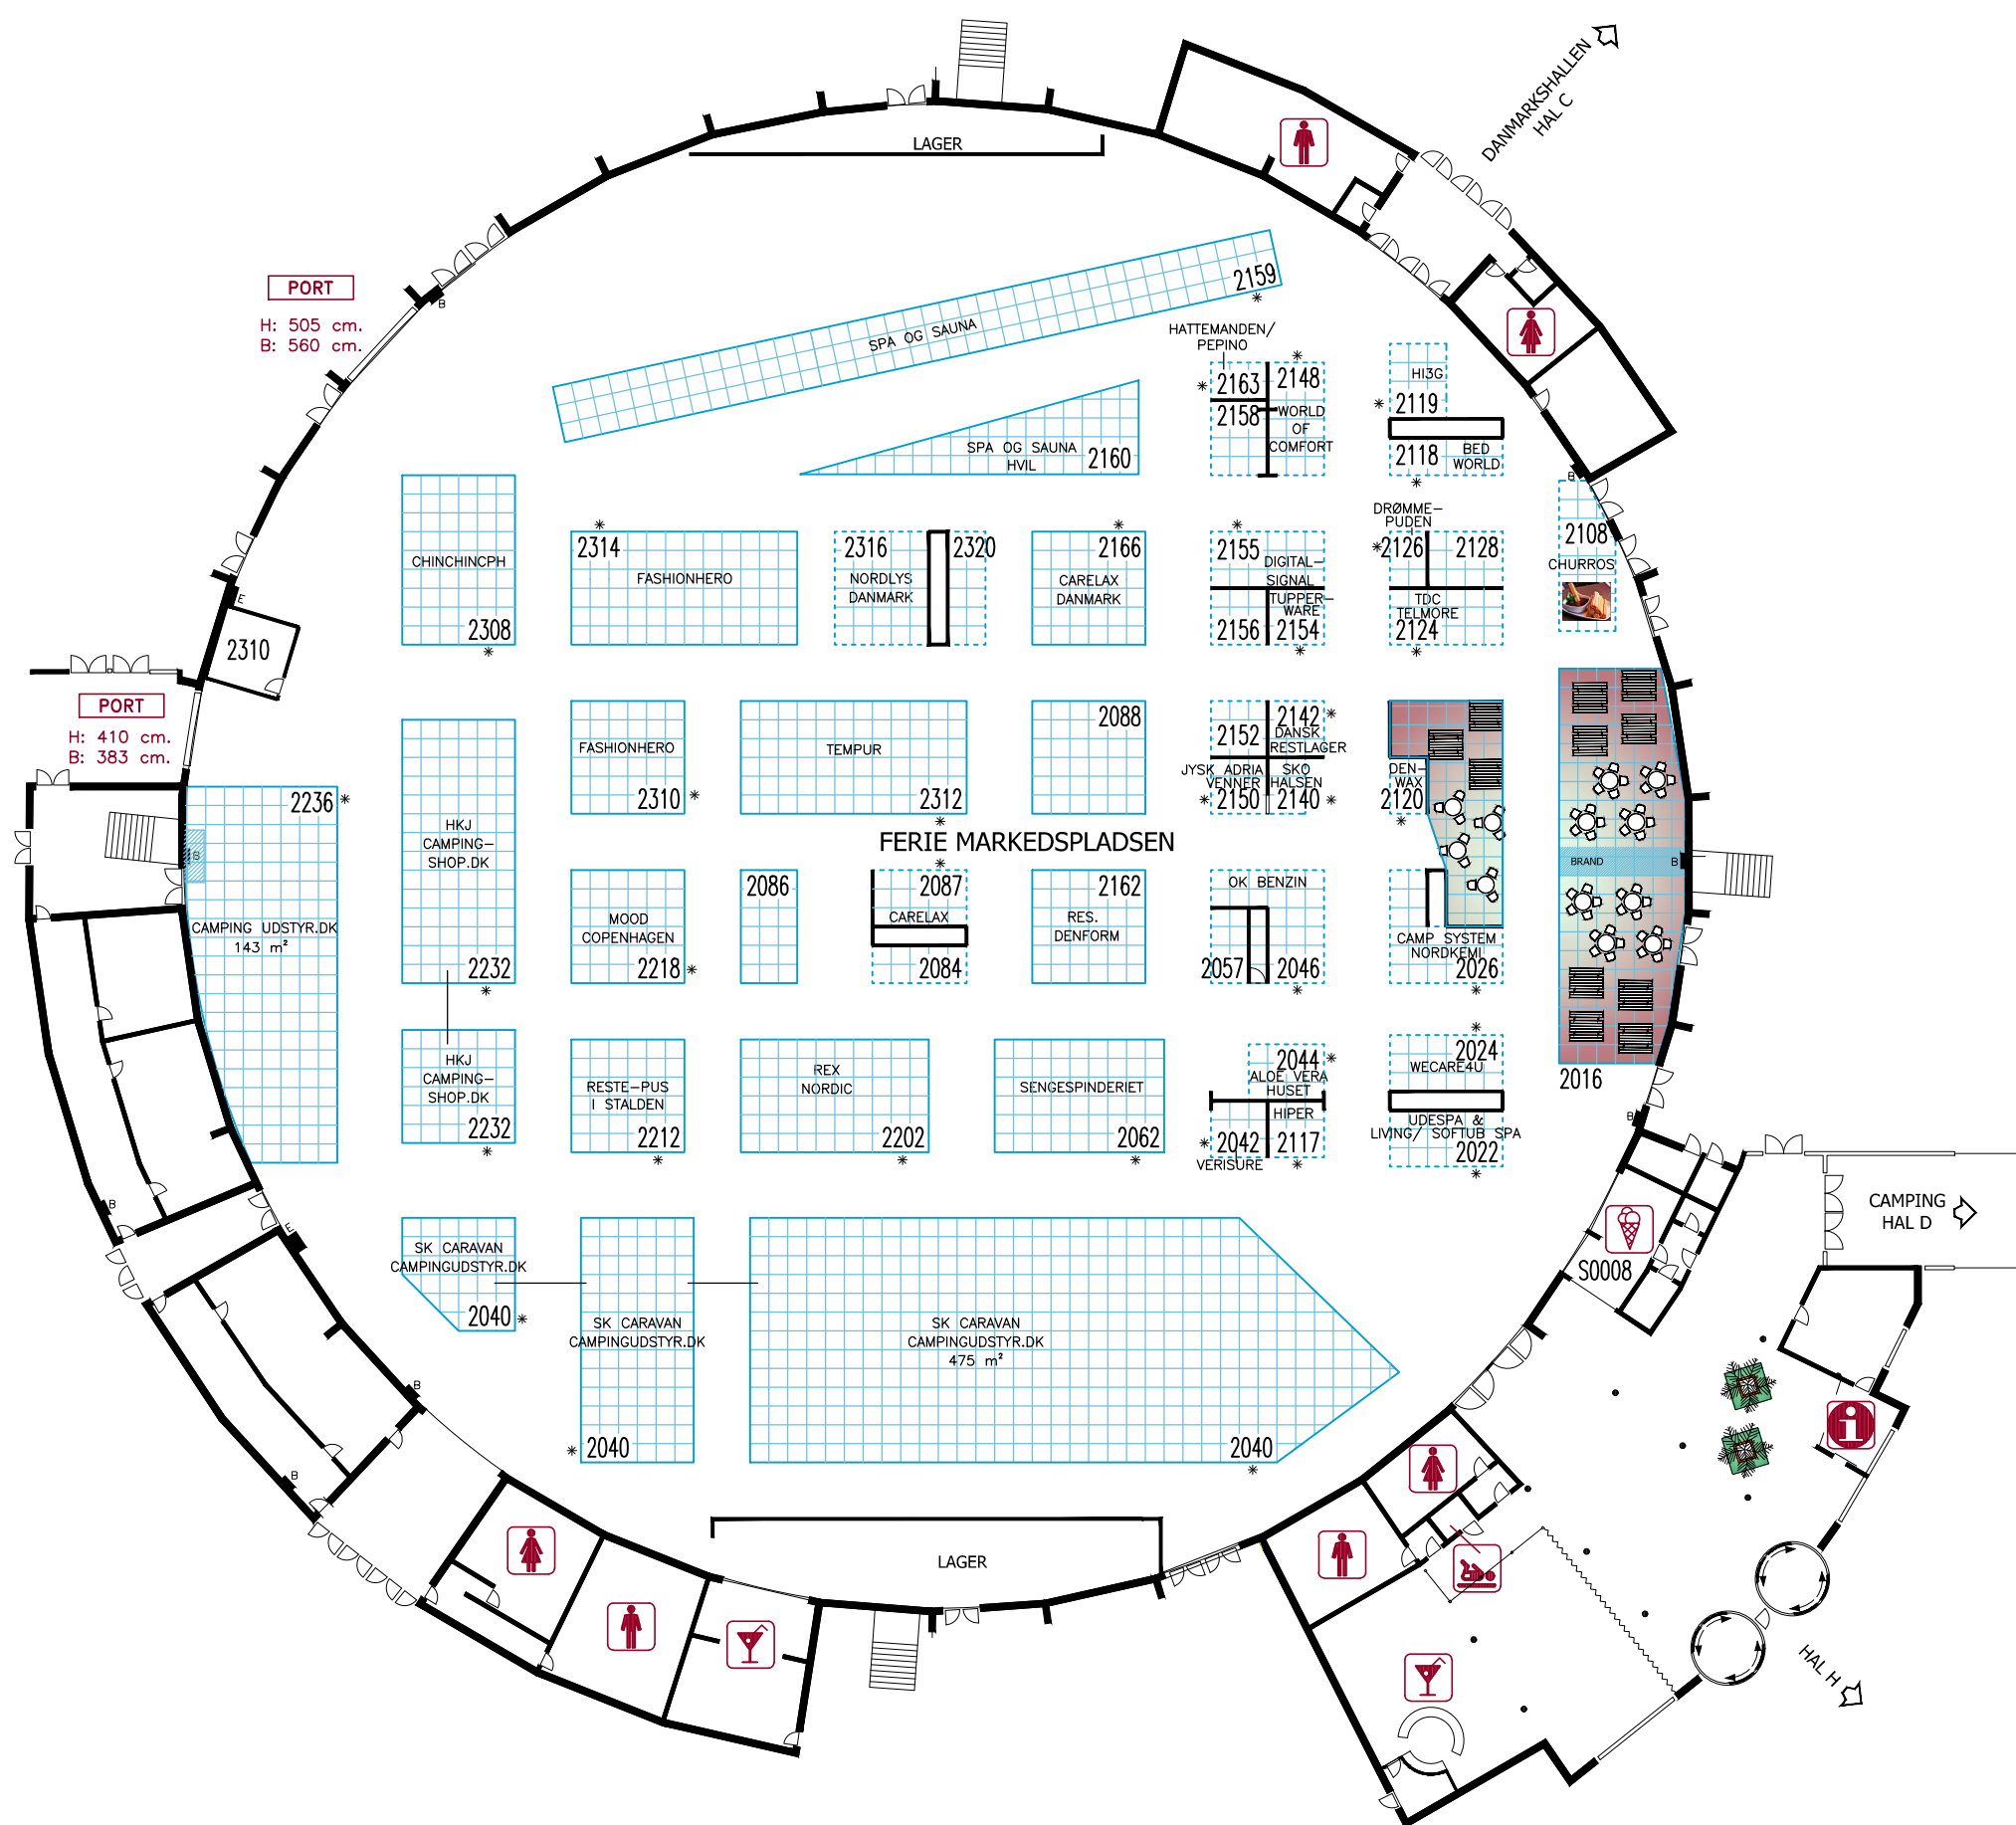 DANMARKSHALLEN
HAL C
LAGER
PORT
H: 505 cm.
B: 560 cm.
B
2159
SPA OG SAUNA
HATTEMANDEN/
PEPINO
2163
2148
2158
WORLD
OF
COMFORT
HI3G
2119
2118
BED
WORLD
SPA OG SAUNA
HVIL
2160
B
2108
CHURROS
CHINCHINCPH
2308
2314
FASHIONHERO
2316
2320
NORDLYS
DANMARK
2166
CARELAX
DANMARK
2155
DIGITAL-
SIGNAL
TUPPER-
WARE
2156
2154
DRØMME-
PUDEN
2126
2128
TDC
TELMORE
2124
E
2310
PORT
H: 410 cm.
B: 383 cm.
FASHIONHERO
2310
TEMPUR
2312
2088
2152
2142
DANSK
RESTLAGER
JYSK ADRIA
VENNER
SKO
HALSEN
2150
2140
DEN-
WAX
2120
2236
B
CAMPING UDSTYR.DK
143 m²
HKJ
CAMPING-
SHOP.DK
2232
FERIE MARKEDSPLADSEN
BRAND
B
MOOD
COPENHAGEN
2218
2086
2087
CARELAX
2084
2162
RES.
DENFORM
OK BENZIN
2057
2046
CAMP SYSTEM
NORDKEMI
2026
2016
HKJ
CAMPING-
SHOP.DK
2232
RESTE-PUS
I STALDEN
2212
REX
NORDIC
2202
SENGESPINDERIET
2062
2044
ALOE VERA
HUSET
HIPER
2042
2117
VERISURE
2024
WECARE4U
UDESPA &
LIVING/ SOFTUB SPA
2022
B
B
E
CAMPING
HAL D
S0008
SK CARAVAN
CAMPINGUDSTYR.DK
2040
SK CARAVAN
CAMPINGUDSTYR.DK
2040
SK CARAVAN
CAMPINGUDSTYR.DK
475 m²
2040
B
B
LAGER
HAL H